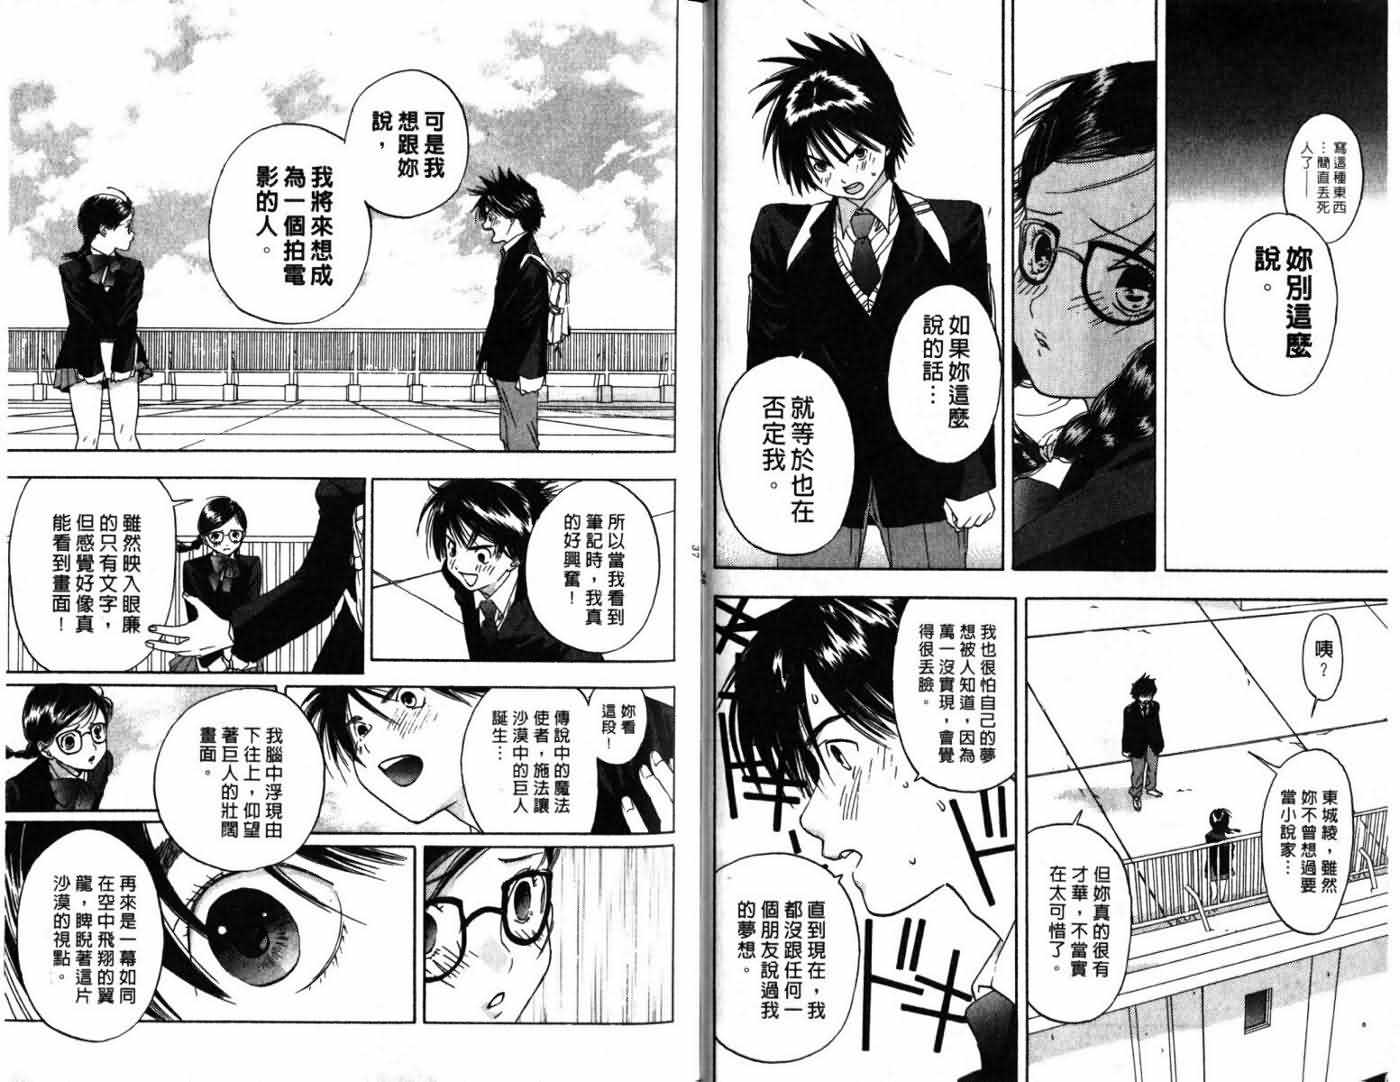 寫這種東西
…簡直丟死
人了——
妳別這麼
說。
如果妳這麼
說的話…
就等於也在
否定我。
咦？
東城綾，雖然
妳不曾想過要
當小說家…
但妳真的很有
才華，不當實
在太可惜了。
我也很怕自己的夢
想被人知道，因為
萬一沒實現，會覺
得很丟臉。
直到現在，我
都沒跟任何一
個朋友說過我
的夢想。
37
可是我
想跟妳
說，
我將來想成
為一個拍電
影的人。
所以當我看到
筆記時，我真
的好興奮！
雖然映入眼廉
的只有文字，
但感覺好像真
能看到畫面！
妳看
這段！
傳說中的魔法
使者，施法讓
沙漠中的巨人
誕生…
我腦中浮現由
下往上，仰望
著巨人的壯闊
畫面。
再來是一幕如同
在空中飛翔的翼
龍，睥睨著這片
沙漠的視點。